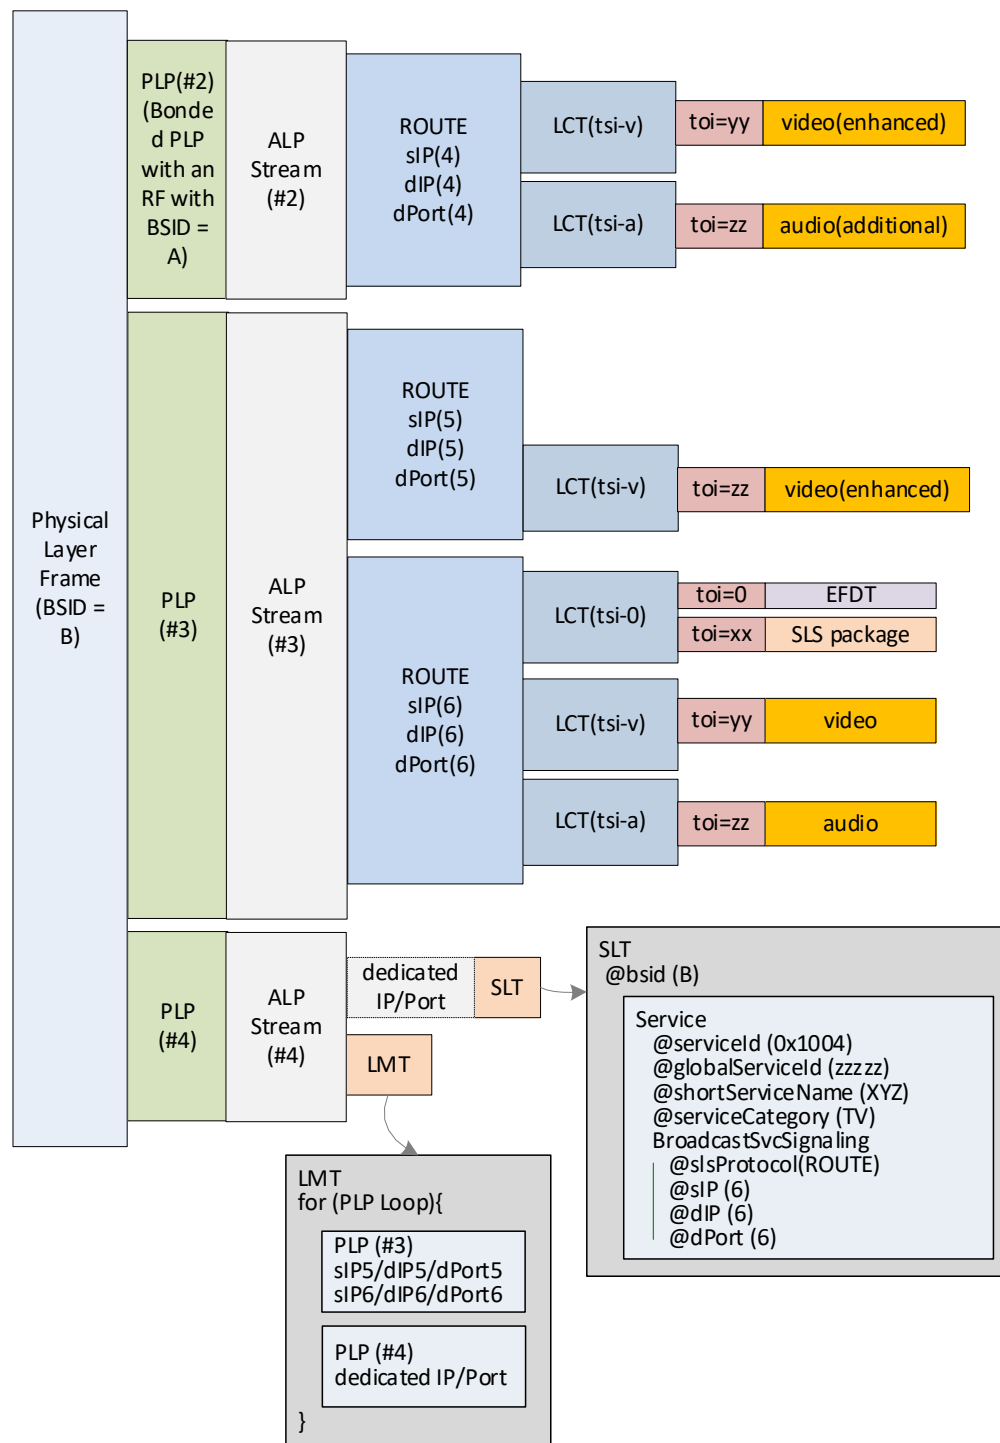 PLP(#2)
(Bonde
d PLP
with an
RF with
BSID =
A)
ALP
Stream
(#2)
ROUTE
sIP(4)
dIP(4)
dPort(4)
LCT(tsi-v)
toi=yy
video(enhanced)
LCT(tsi-a)
toi=zz
audio(additional)
Physical
Layer
Frame
(BSID =
B)
PLP
(#3)
ALP
Stream
(#3)
ROUTE
sIP(5)
dIP(5)
dPort(5)
LCT(tsi-v)
toi=zz
video(enhanced)
ROUTE
sIP(6)
dIP(6)
dPort(6)
LCT(tsi-0)
toi=0
EFDT
toi=xx
SLS package
LCT(tsi-v)
toi=yy
video
LCT(tsi-a)
toi=zz
audio
PLP
(#4)
ALP
Stream
(#4)
dedicated
IP/Port
SLT
LMT
SLT
@bsid (B)
Service
@serviceId (0x1004)
@globalServiceId (zzzzz)
@shortServiceName (XYZ)
@serviceCategory (TV)
BroadcastSvcSignaling
@slsProtocol(ROUTE)
@sIP (6)
@dIP (6)
@dPort (6)
LMT
for (PLP Loop){
PLP (#3)
sIP5/dIP5/dPort5
sIP6/dIP6/dPort6
PLP (#4)
dedicated IP/Port
}